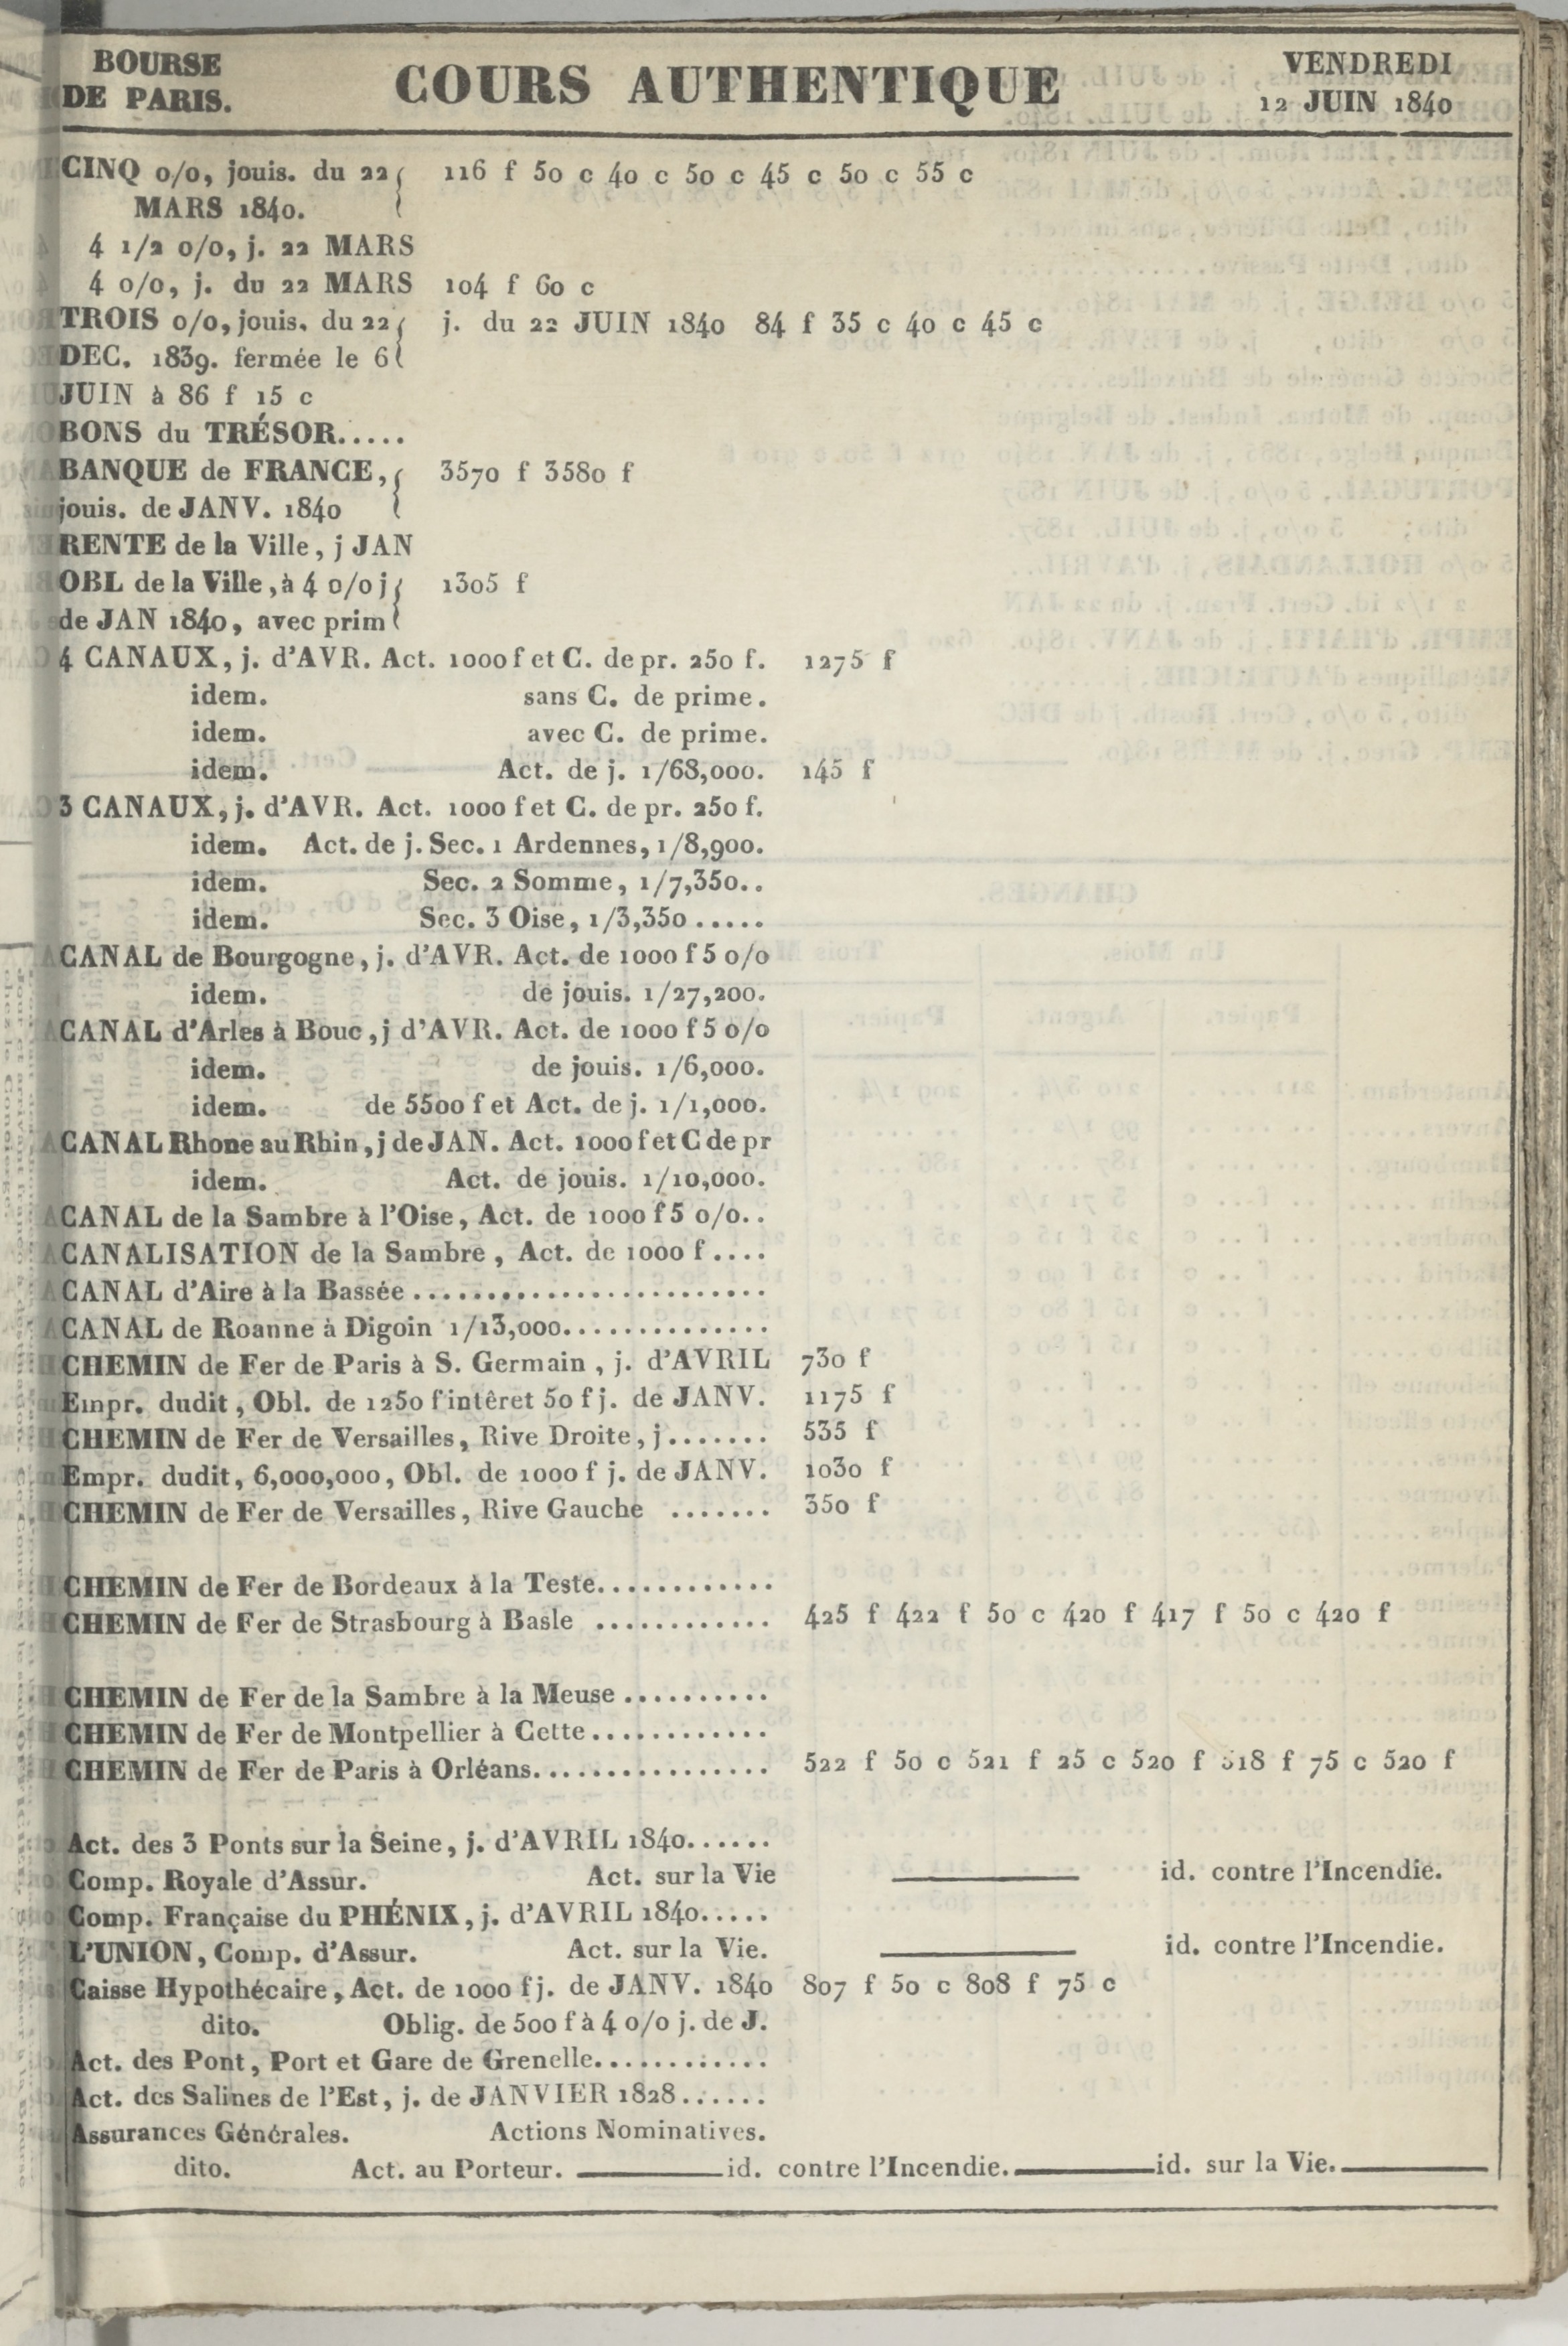 BOURSE DE PARIS.
COURS AUTHENTIQUE
VENDREDI 12 JUIN 1840
CINQ 0/0, jouis. du 22 116 f 50 c 40 c 50 c 45 c 50 c 55 c
MARS 1840.
4 1/2 0/0, j. 22 MARS
4 0/0, j. du 22 MARS 104 f 60 c
TROIS 0/0, jouis. du 22 j. du 22 JUIN 1840 84 f 35 c 40 c 45 c
DEC. 1839. fermée le 6
JUIN à 86 f 15 c
BONS du TRÉSOR.....
BANQUE de FRANCE, 3570 f 3580 f
jouis. de JANV. 1840
RENTE de la Ville, j JAN
OBL de la Ville, à 4 0/0 j 1305 f
de JAN 1840, avec prim
4 CANAUX, j. d'AVR. Act. 1000 f et C. de pr. 250 f. 1275 f
idem. sans C. de prime.
idem. avec C. de prime.
idem. Act. de j. 1/68,000. 145 f
3 CANAUX, j. d'AVR. Act. 1000 f et C. de pr. 250 f.
idem. Act. de j. Sec. 1 Ardennes, 1/8,900.
idem. Sec. 2 Somme, 1/7,350..
idem. Sec. 3 Oise, 1/3,350.....
CANAL de Bourgogne, j. d'AVR. Act. de 1000 f 5 0/0
idem. de jouis. 1/27,200.
CANAL d'Arles à Bouc, j d'AVR. Act. de 1000 f 5 0/0
idem. de jouis. 1/6,000.
idem. de 5500 f et Act. de j. 1/1,000.
CANAL Rhone au Rhin, j de JAN. Act. 1000 f et C de pr
idem. Act. de jouis. 1/10,000.
CANAL de la Sambre à l'Oise, Act. de 1000 f 5 0/0..
CANALISATION de la Sambre, Act. de 1000 f....
CANAL d'Aire à la Bassée........................
CANAL de Roanne à Digoin 1/13,000..............
CHEMIN de Fer de Paris à S. Germain, j. d'AVRIL 730 f
Empr. dudit, Obl. de 1250 f intêret 50 f j. de JANV. 1175 f
CHEMIN de Fer de Versailles, Rive Droite, j....... 535 f
Empr. dudit, 6,000,000, Obl. de 1000 f j. de JANV. 1030 f
CHEMIN de Fer de Versailles, Rive Gauche ....... 350 f
CHEMIN de Fer de Bordeaux à la Teste............
CHEMIN de Fer de Strasbourg à Basle ............ 425 f 422 f 50 c 420 f 417 f 50 c 420 f
CHEMIN de Fer de la Sambre à la Meuse..........
CHEMIN de Fer de Montpellier à Cette............
CHEMIN de Fer de Paris à Orléans................ 522 f 50 c 521 f 25 c 520 f 518 f 75 c 520 f
Act. des 3 Ponts sur la Seine, j. d'AVRIL 1840......
Comp. Royale d'Assur. Act. sur la Vie id. contre l'Incendie.
Comp. Française du PHÉNIX, j. d'AVRIL 1840.....
L'UNION, Comp. d'Assur. Act. sur la Vie. id. contre l'Incendie.
Caisse Hypothécaire, Act. de 1000 f j. de JANV. 1840 807 f 50 c 808 f 75 c
dito. Oblig. de 500 f à 4 0/0 j. de J.
Act. des Pont, Port et Gare de Grenelle............
Act. des Salines de l'Est, j. de JANVIER 1828......
Assurances Générales. Actions Nominatives.
dito. Act. au Porteur. id. contre l'Incendie. id. sur la Vie.